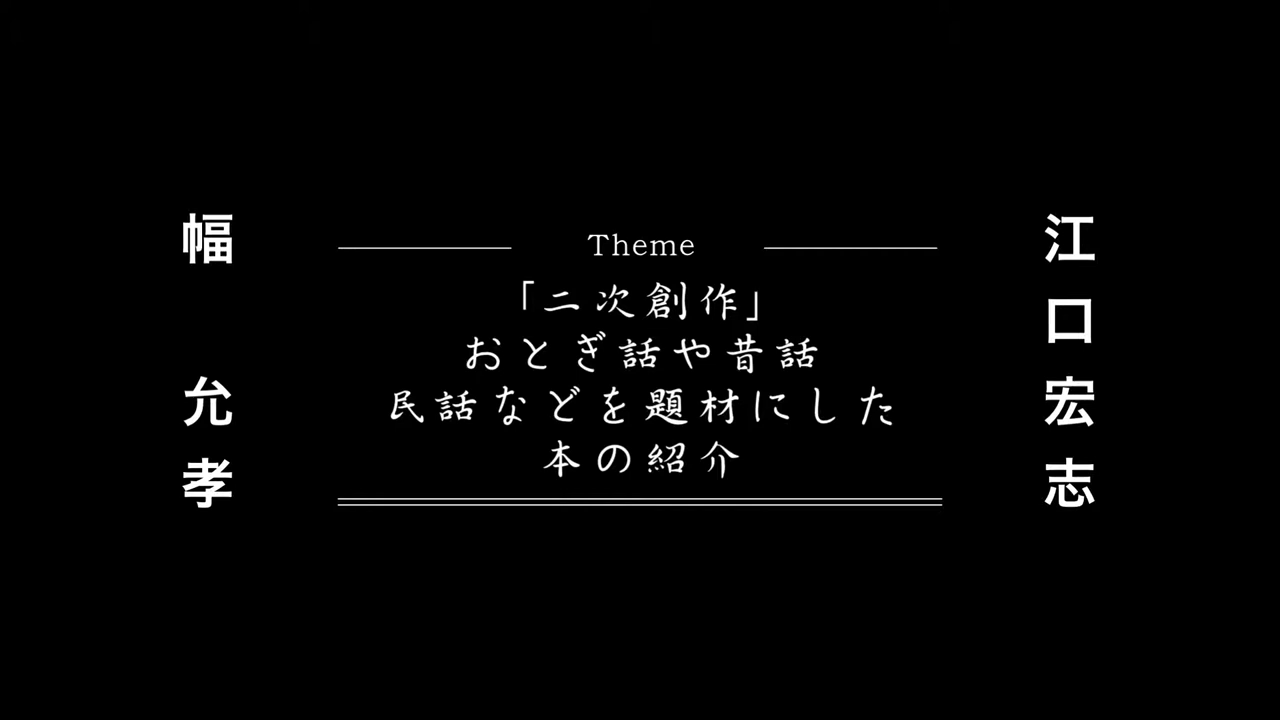 Theme
「二次創作」
おとぎ話や昔話
民話などを題材にした
本の紹介
江口宏志
幅 允孝